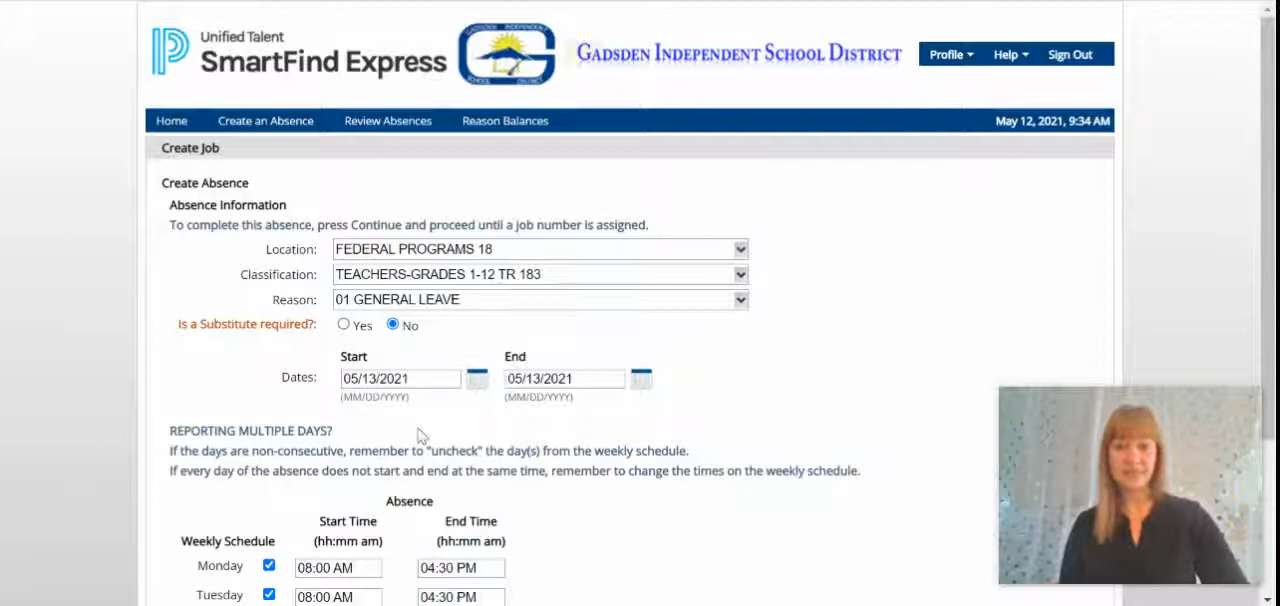 Unified Talent
SmartFind Express
GADSDEN INDEPENDENT SCHOOL DISTRICT
Profile Help Sign Out
Home Create an Absence Review Absences Reason Balances May 12, 2021, 9:34 AM
Create Job
Create Absence
Absence Information
To complete this absence, press Continue and proceed until a job number is assigned.
Location: FEDERAL PROGRAMS 18
Classification: TEACHERS-GRADES 1-12 TR 183
Reason: 01 GENERAL LEAVE
Is a Substitute required?: Yes No
Start End
Dates: 05/13/2021 05/13/2021
(MM/DD/YYYY) (MM/DD/YYYY)
REPORTING MULTIPLE DAYS?
If the days are non-consecutive, remember to "uncheck" the day(s) from the weekly schedule.
If every day of the absence does not start and end at the same time, remember to change the times on the weekly schedule.
Absence
Start Time End Time
Weekly Schedule (hh:mm am) (hh:mm am)
Monday 08:00 AM 04:30 PM
Tuesday 08:00 AM 04:30 PM